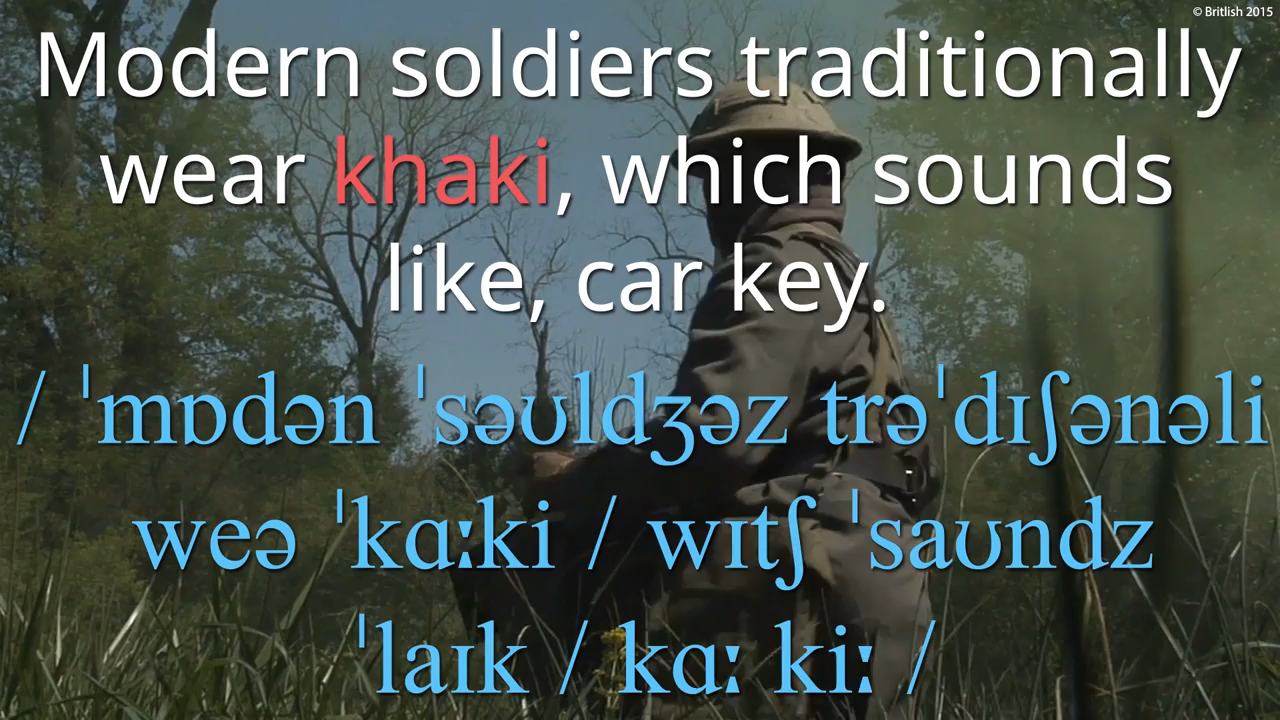 © Britlish 2015
Modern soldiers traditionally
wear khaki, which sounds
like, car key.
/ ˈmɒdən ˈsəʊldʒəz trəˈdɪʃənəli
weə ˈkɑːki / wɪtʃ ˈsaʊndz
ˈlaɪk / kɑː kiː /